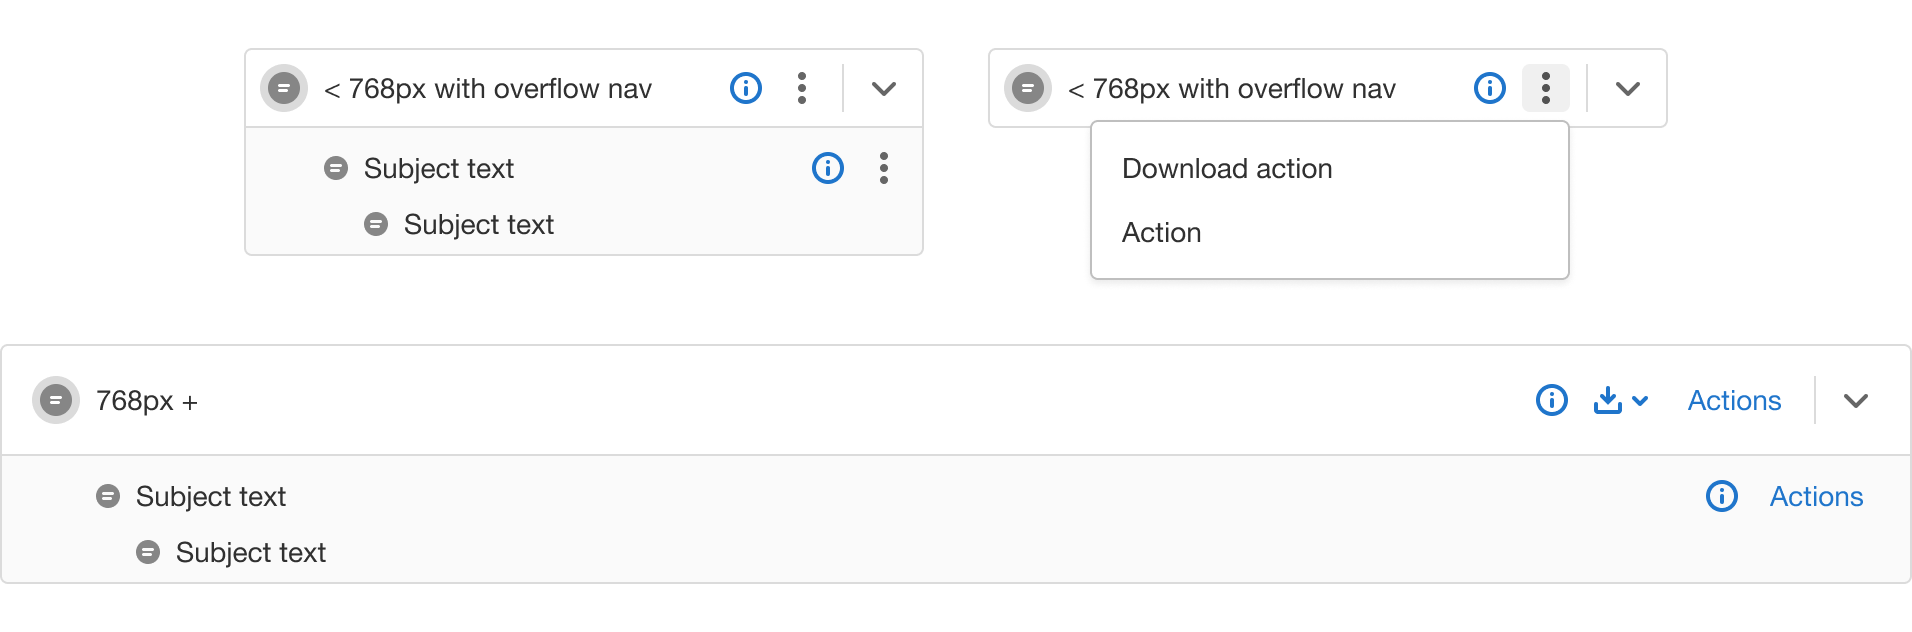 < 768px with overflow nav
Subject text
Subject text
< 768px with overflow nav
Download action
Action
768px +
Actions
Subject text
Actions
Subject text